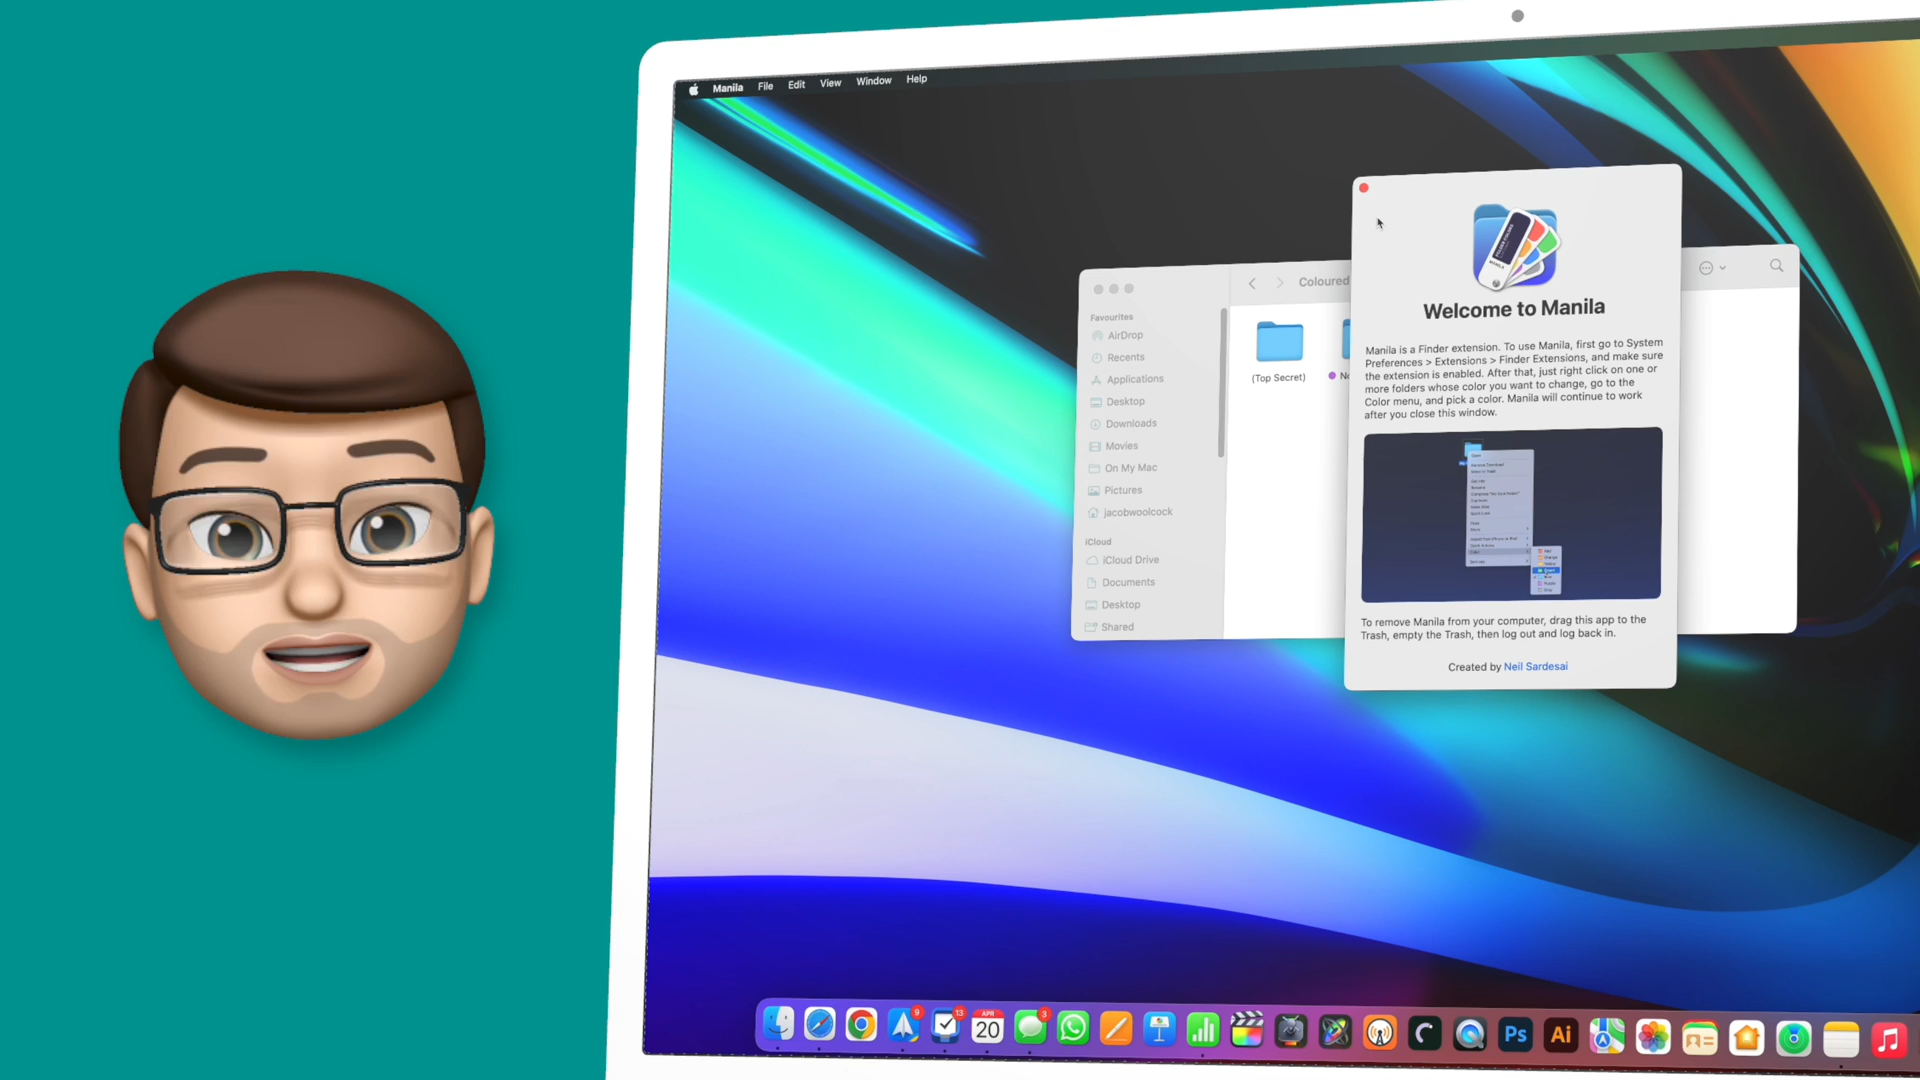 Manila File Edit View Window Help
Coloured
Favourites
AirDrop
Recents
Applications
Desktop
Downloads
Movies
On My Mac
Pictures
jacobwoolcock
iCloud
iCloud Drive
Documents
Desktop
Shared
(Top Secret)
Welcome to Manila
Manila is a Finder extension. To use Manila, first go to System
Preferences > Extensions > Finder Extensions, and make sure
the extension is enabled. After that, just right click on one or
more folders whose color you want to change, go to the
Color menu, and pick a color. Manila will continue to work
after you close this window.
To remove Manila from your computer, drag this app to the
Trash, empty the Trash, then log out and log back in.
Created by Neil Sardesai
9
13
APR
20
3
Ps
Ai